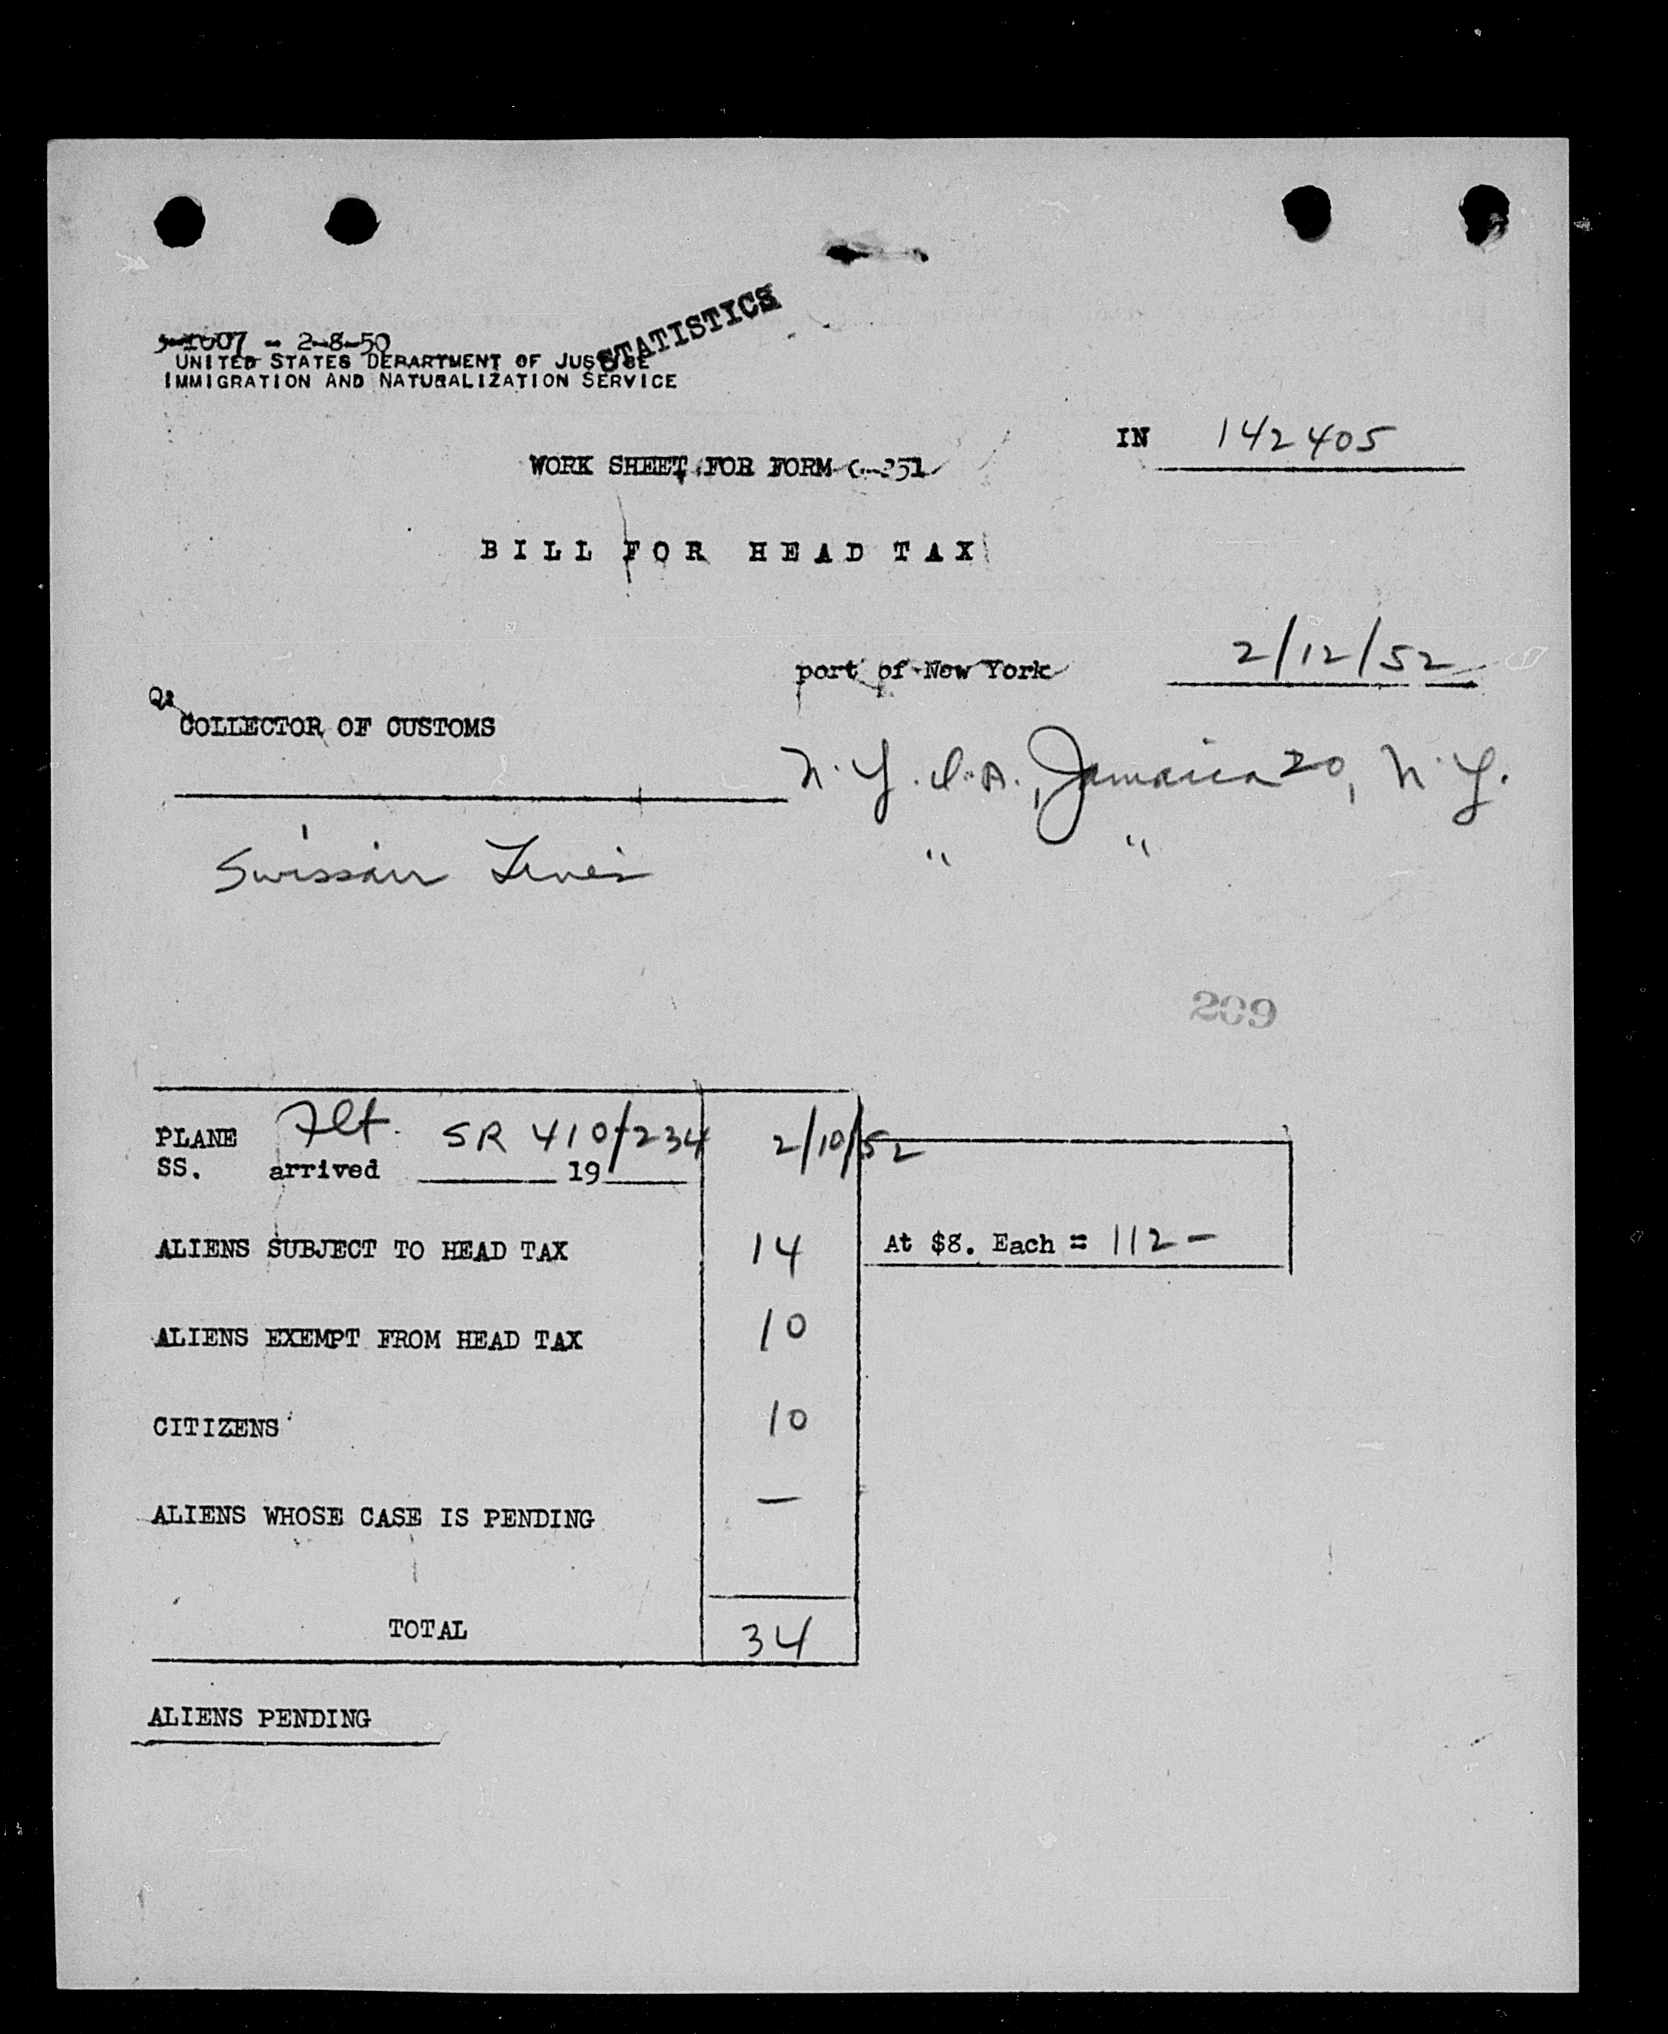 STATISTICS
-1607 - 2-8-50
UNITED STATES DEPARTMENT OF JUSTICE
IMMIGRATION AND NATURALIZATION SERVICE
IN 142405
WORK SHEET FOR FORM -251
BILL FOR HEAD TAX
port of New York 2/12/52
COLLECTOR OF CUSTOMS
N.Y.I.A., Jamaica 20, N.Y.
Swissair Lines " "
209
PLANE Flt. SR 410/234 2/10/52
SS. arrived 19
ALIENS SUBJECT TO HEAD TAX 14 At $8. Each = 112 -
ALIENS EXEMPT FROM HEAD TAX 10
CITIZENS 10
ALIENS WHOSE CASE IS PENDING —
TOTAL 34
ALIENS PENDING